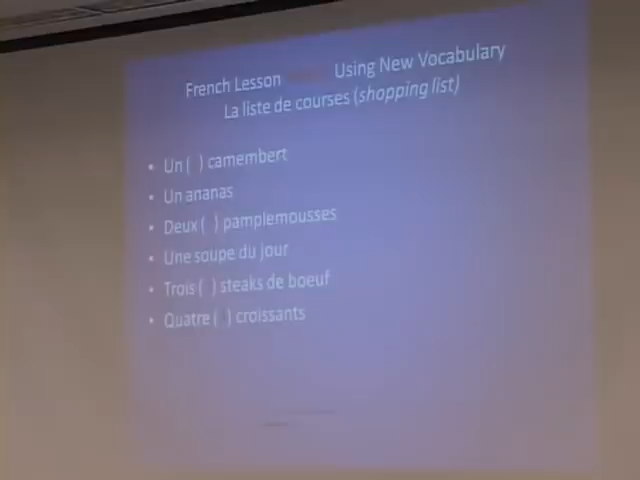 French Lesson Using New Vocabulary
La liste de courses (shopping list)
• Un ( ) camembert
• Un ananas
• Deux ( ) pamplemousses
• Une soupe du jour
• Trois ( ) steaks de boeuf
• Quatre ( ) croissants